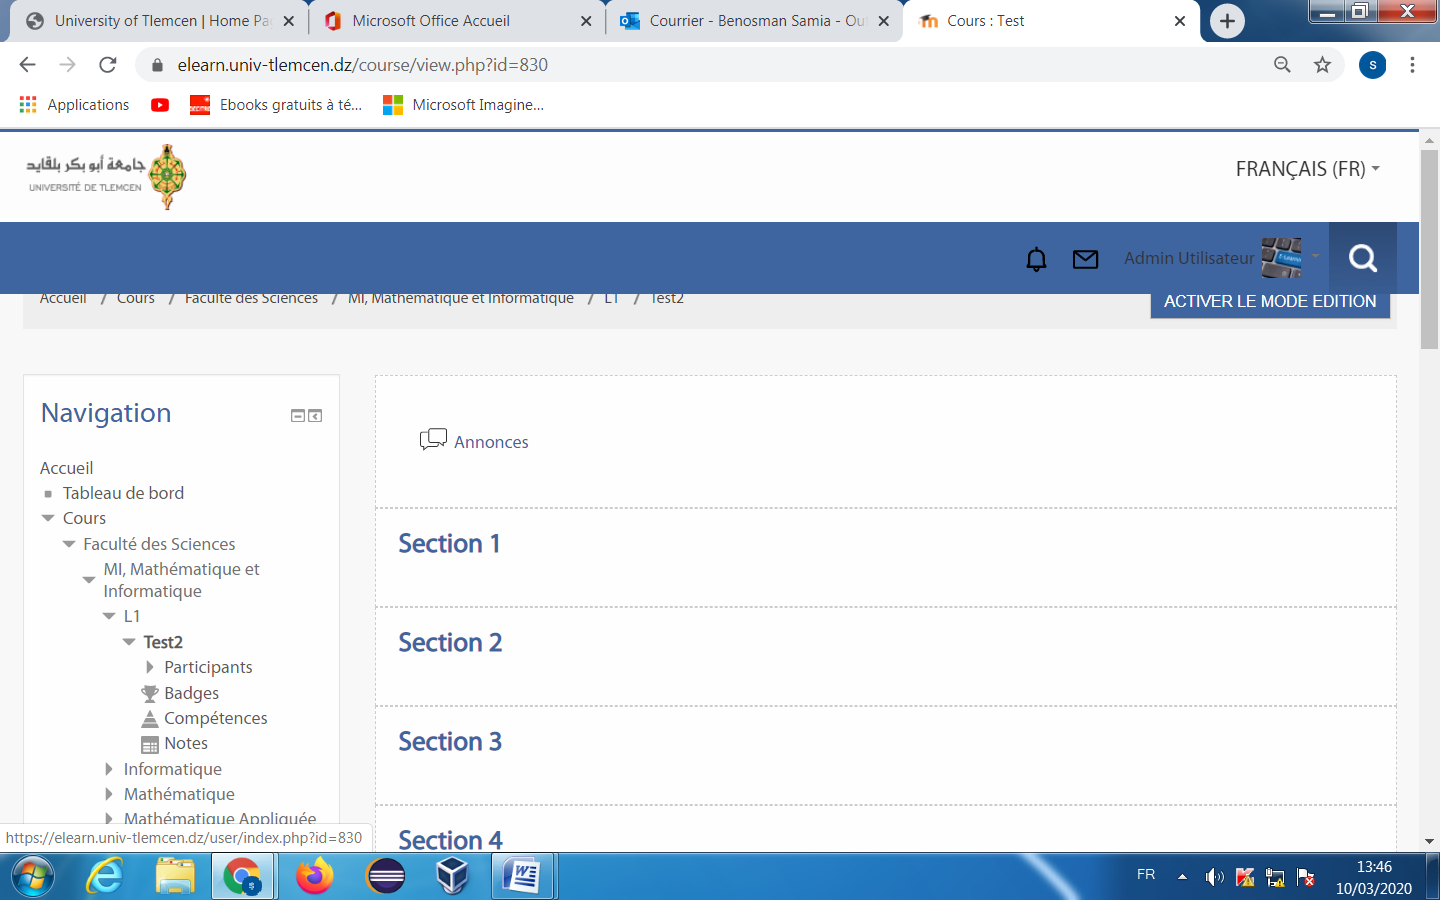 University of Tlemcen | Home Pa
Microsoft Office Accueil
Courrier - Benosman Samia - Out
Cours : Test
elearn.univ-tlemcen.dz/course/view.php?id=830
s
Applications
Ebooks gratuits à té...
Microsoft Imagine...
جامعة أبو بكر بلقايد
UNIVERSITÉ DE TLEMCEN
FRANÇAIS (FR)
Admin Utilisateur
Accueil / Cours / Faculté des Sciences / MI, Mathématique et Informatique / L1 / Test2
ACTIVER LE MODE EDITION
Navigation
Accueil
Tableau de bord
Cours
Faculté des Sciences
MI, Mathématique et
Informatique
L1
Test2
Participants
Badges
Compétences
Notes
Informatique
Mathématique
Mathématique Appliquée
Annonces
Section 1
Section 2
Section 3
Section 4
https://elearn.univ-tlemcen.dz/user/index.php?id=830
FR
13:46
10/03/2020